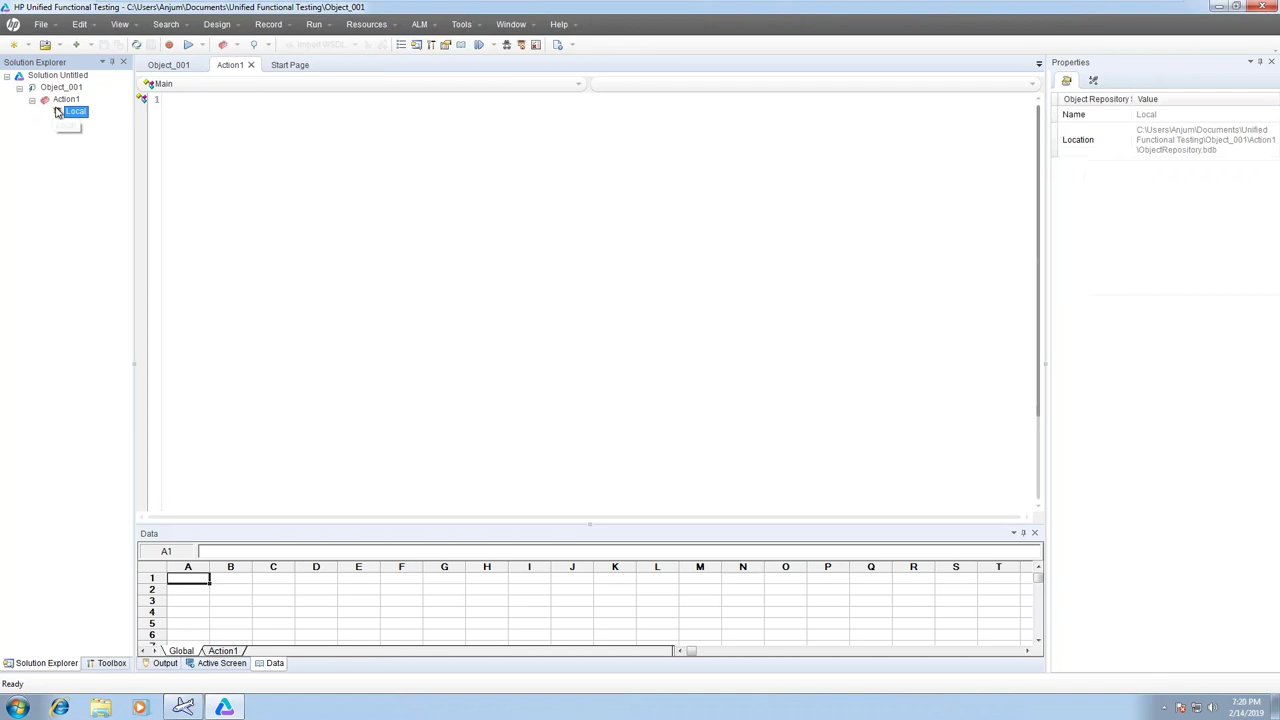 HP Unified Functional Testing - C:\Users\Anjum\Documents\Unified Functional Testing\Object_001
File Edit View Search Design Record Run Resources ALM Tools Window Help
Import WSDL...
Solution Explorer
Solution Untitled
Object_001
Action1
Local
Object_001 Action1 Start Page
Main
1
Properties
Object Repository Value
Name Local
Location C:\Users\Anjum\Documents\Unified
Functional Testing\Object_001\Action1
\ObjectRepository.bdb
Data
A1
A B C D E F G H I J K L M N O P Q R S T
1
2
3
4
5
6
7
Global Action1
Solution Explorer Toolbox Output Active Screen Data
Ready
7:20 PM
2/14/2019